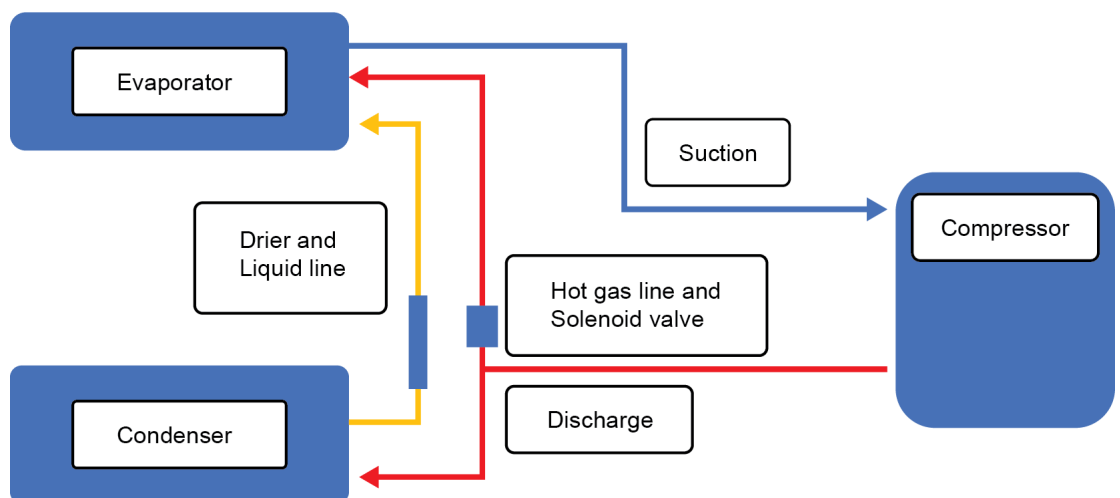 Evaporator
Suction
Compressor
Drier and
Liquid line
Hot gas line and
Solenoid valve
Condenser
Discharge